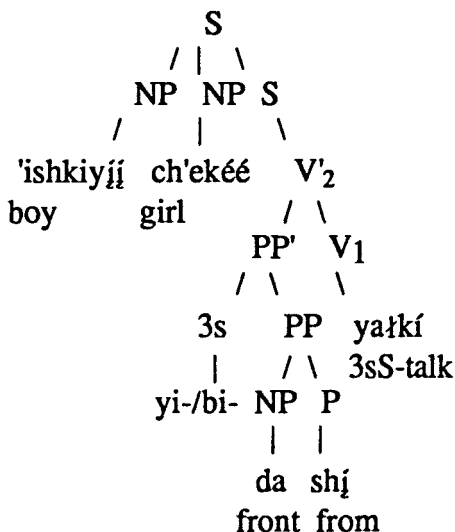 S
/ | \
NP NP S
/ | \
'ishkiyį́į́ ch'ekéé V'2
boy girl / \
PP' V1
/ \ \
3s PP yałkí
| / \ 3sS-talk
yi-/bi- NP P
| |
da shį́
front from